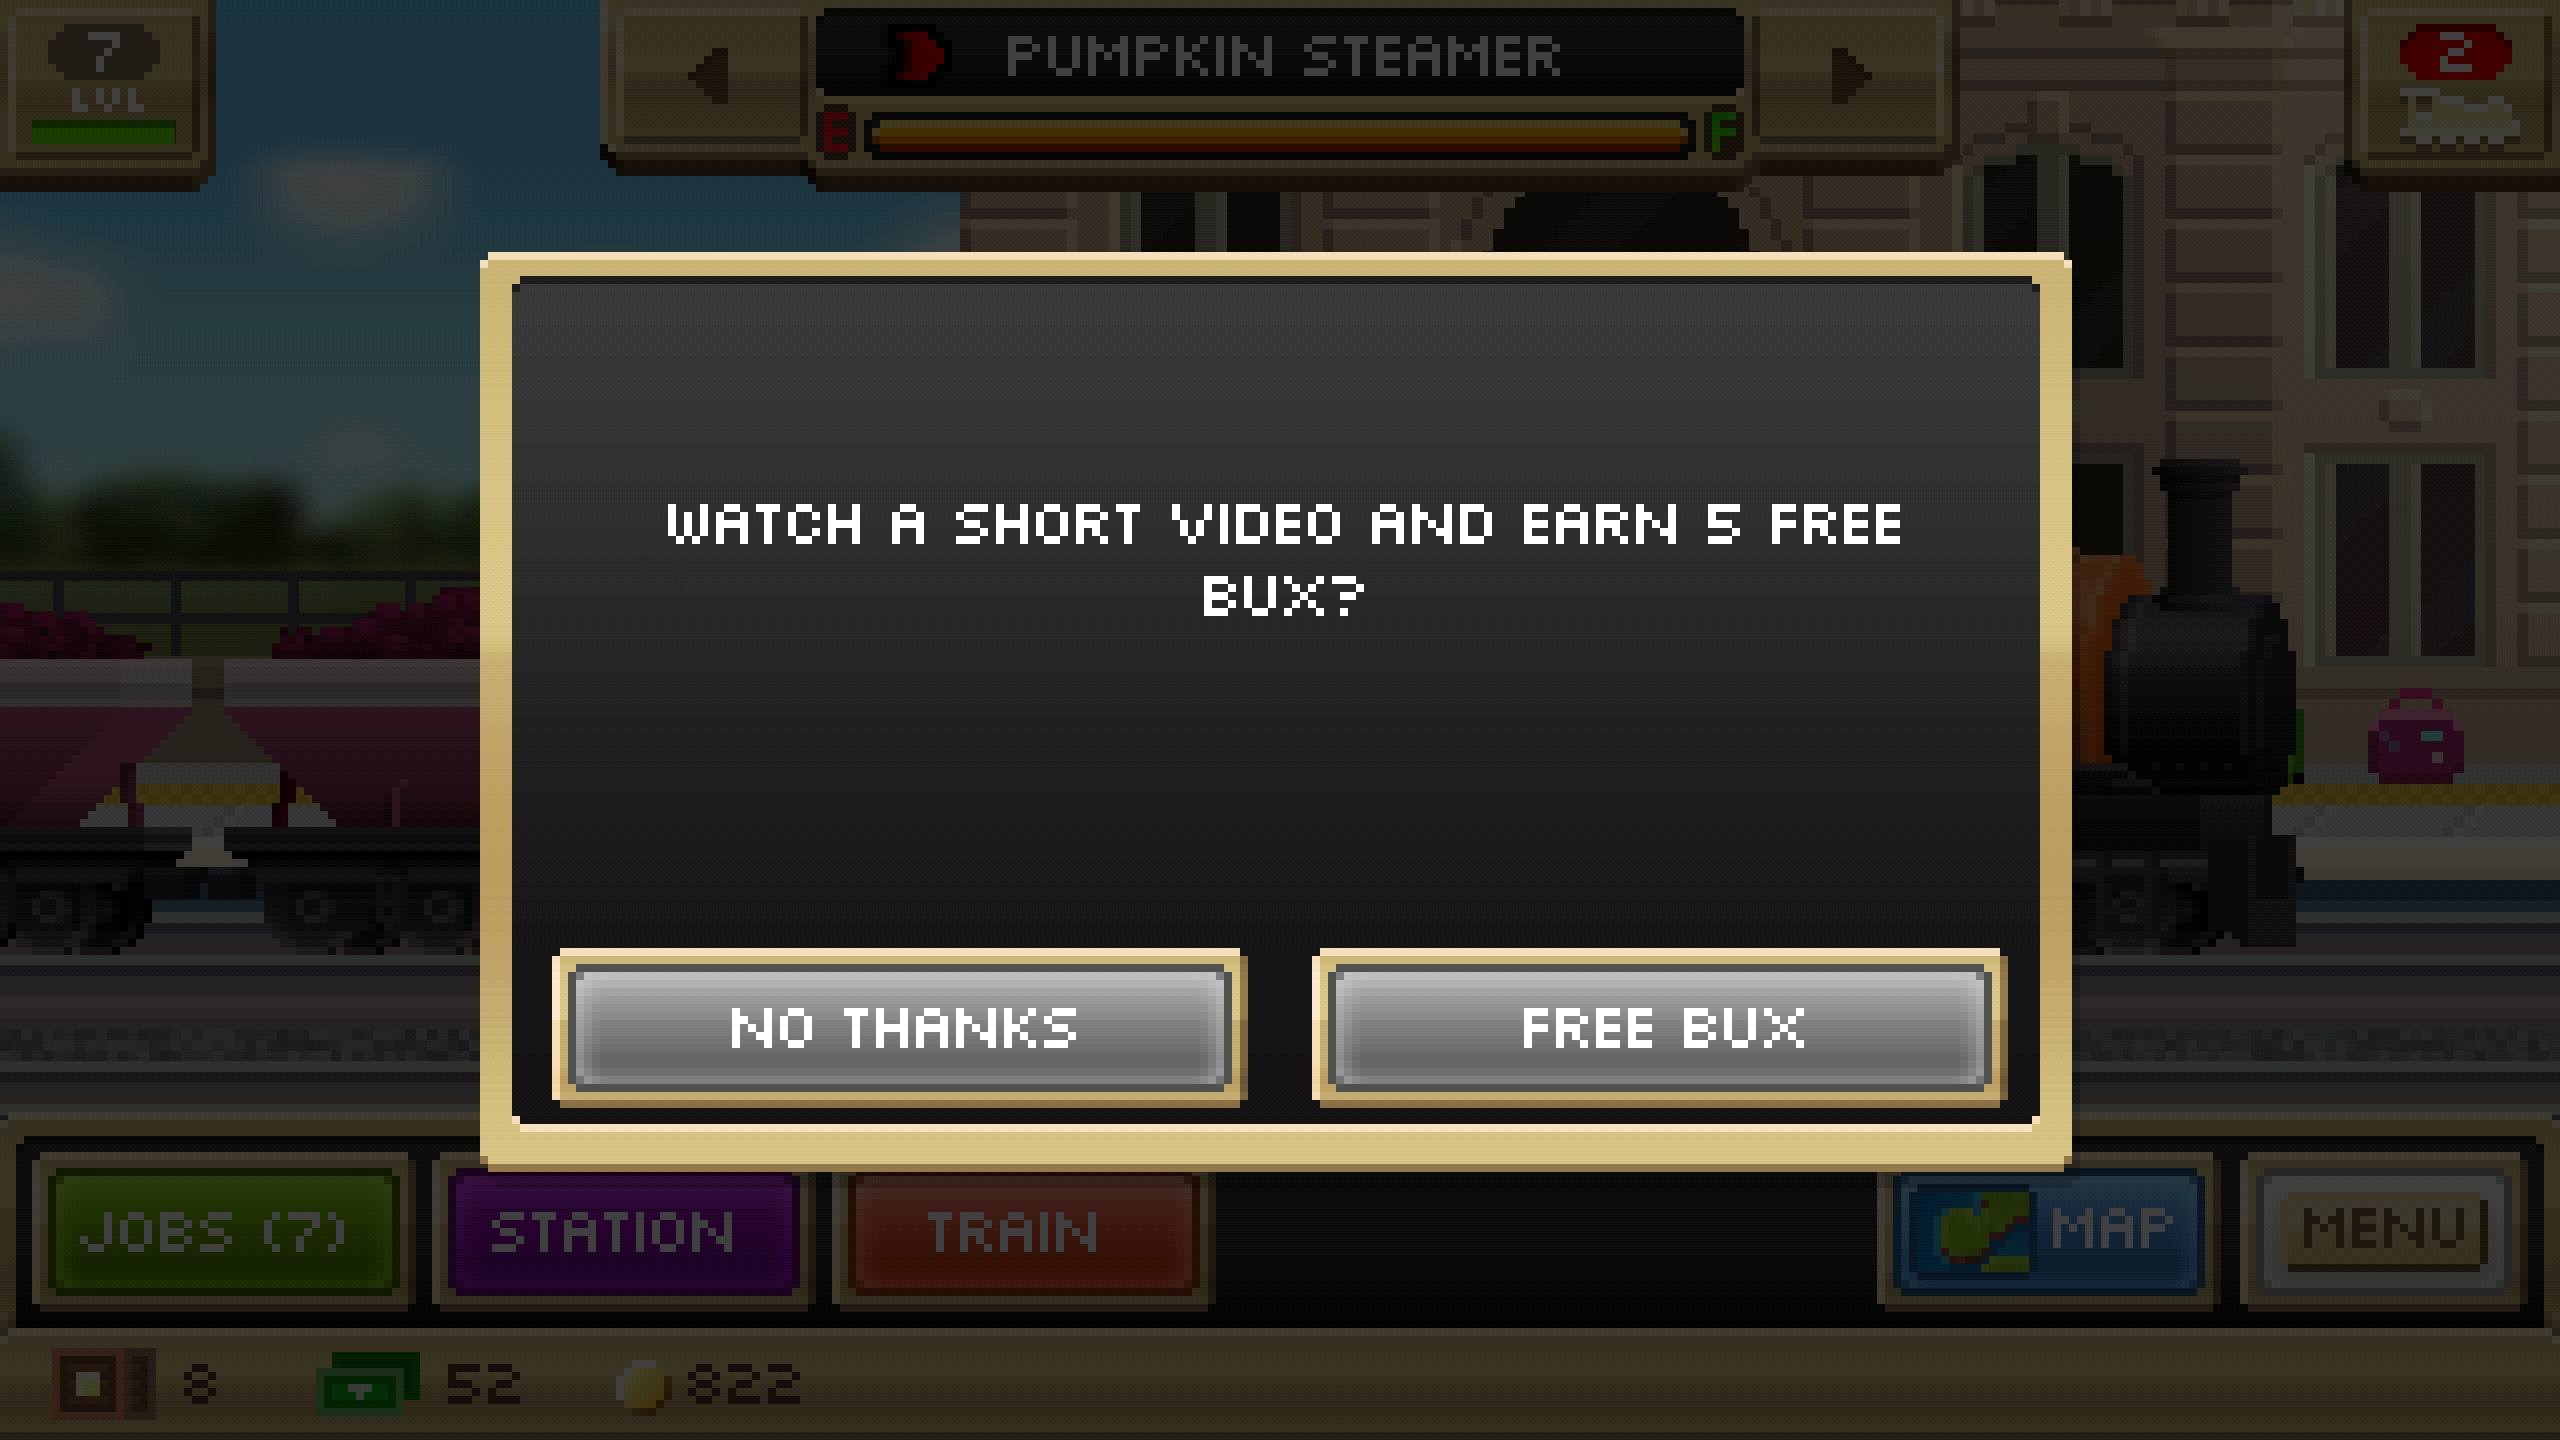 7
LVL
PUMPKIN STEAMER
E F
2
WATCH A SHORT VIDEO AND EARN 5 FREE
BUX?
NO THANKS FREE BUX
JOBS (7) STATION TRAIN MAP MENU
8 52 822